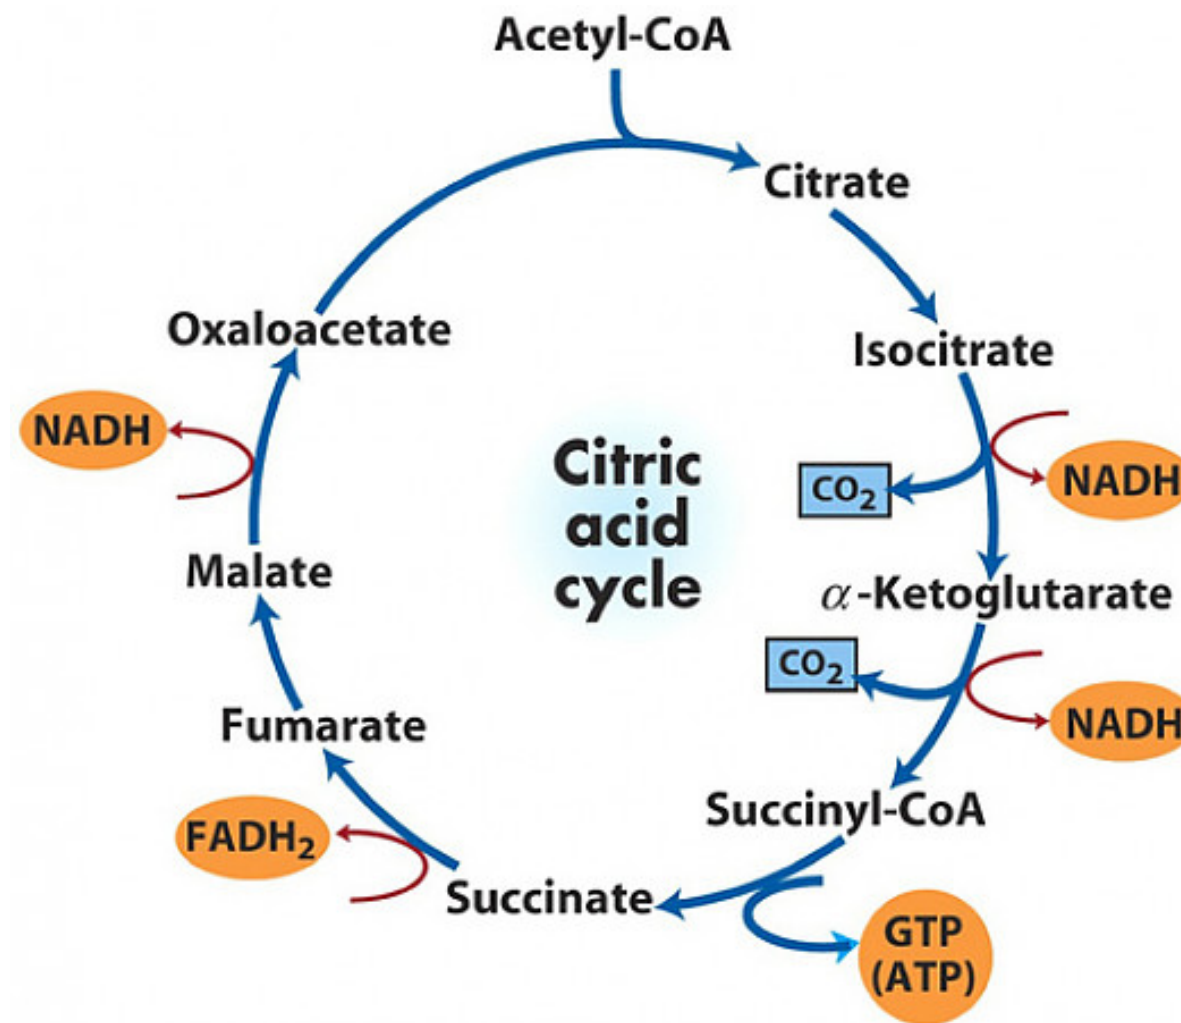 Acetyl-CoA
Citrate
Oxaloacetate
Isocitrate
NADH
Citric
acid
cycle
CO₂
NADH
Malate
α-Ketoglutarate
CO₂
NADH
Fumarate
Succinyl-CoA
FADH₂
Succinate
GTP
(ATP)